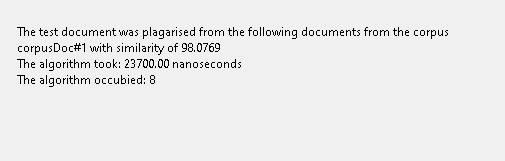 The test document was plagarised from the following documents from the corpus
corpusDoc#1 with similarity of 98.0769
The algorithm took: 23700.00 nanoseconds
The algorithm occubied: 8